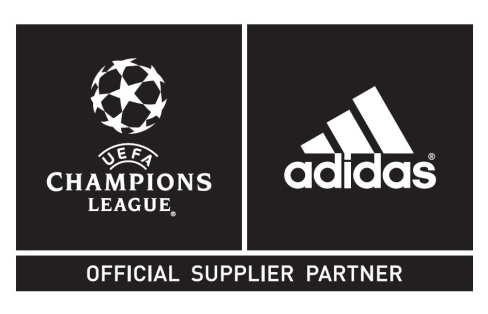 UEFA
CHAMPIONS
LEAGUE®
adidas®
OFFICIAL SUPPLIER PARTNER